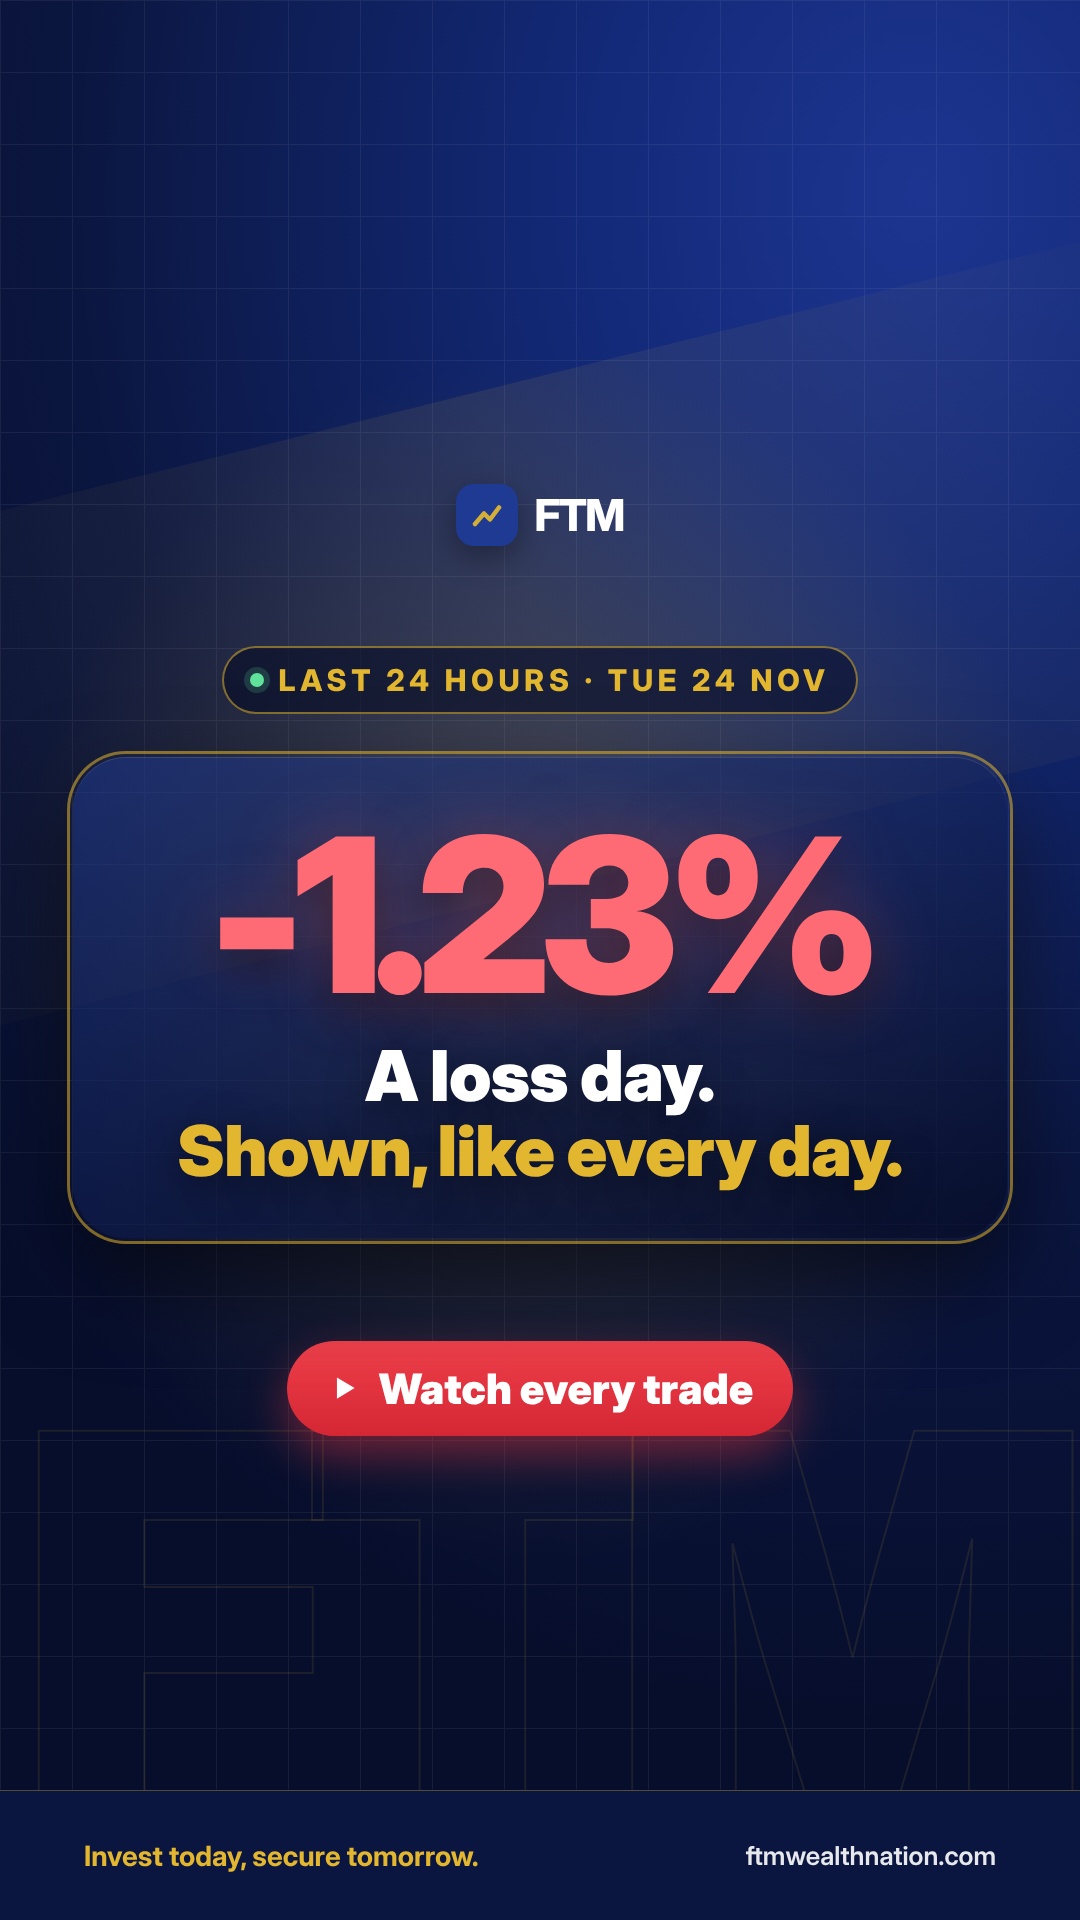 FTM
LAST 24 HOURS · TUE 24 NOV
-1.23%
A loss day.
Shown, like every day.
Watch every trade
FTM
Invest today, secure tomorrow.
ftmwealthnation.com